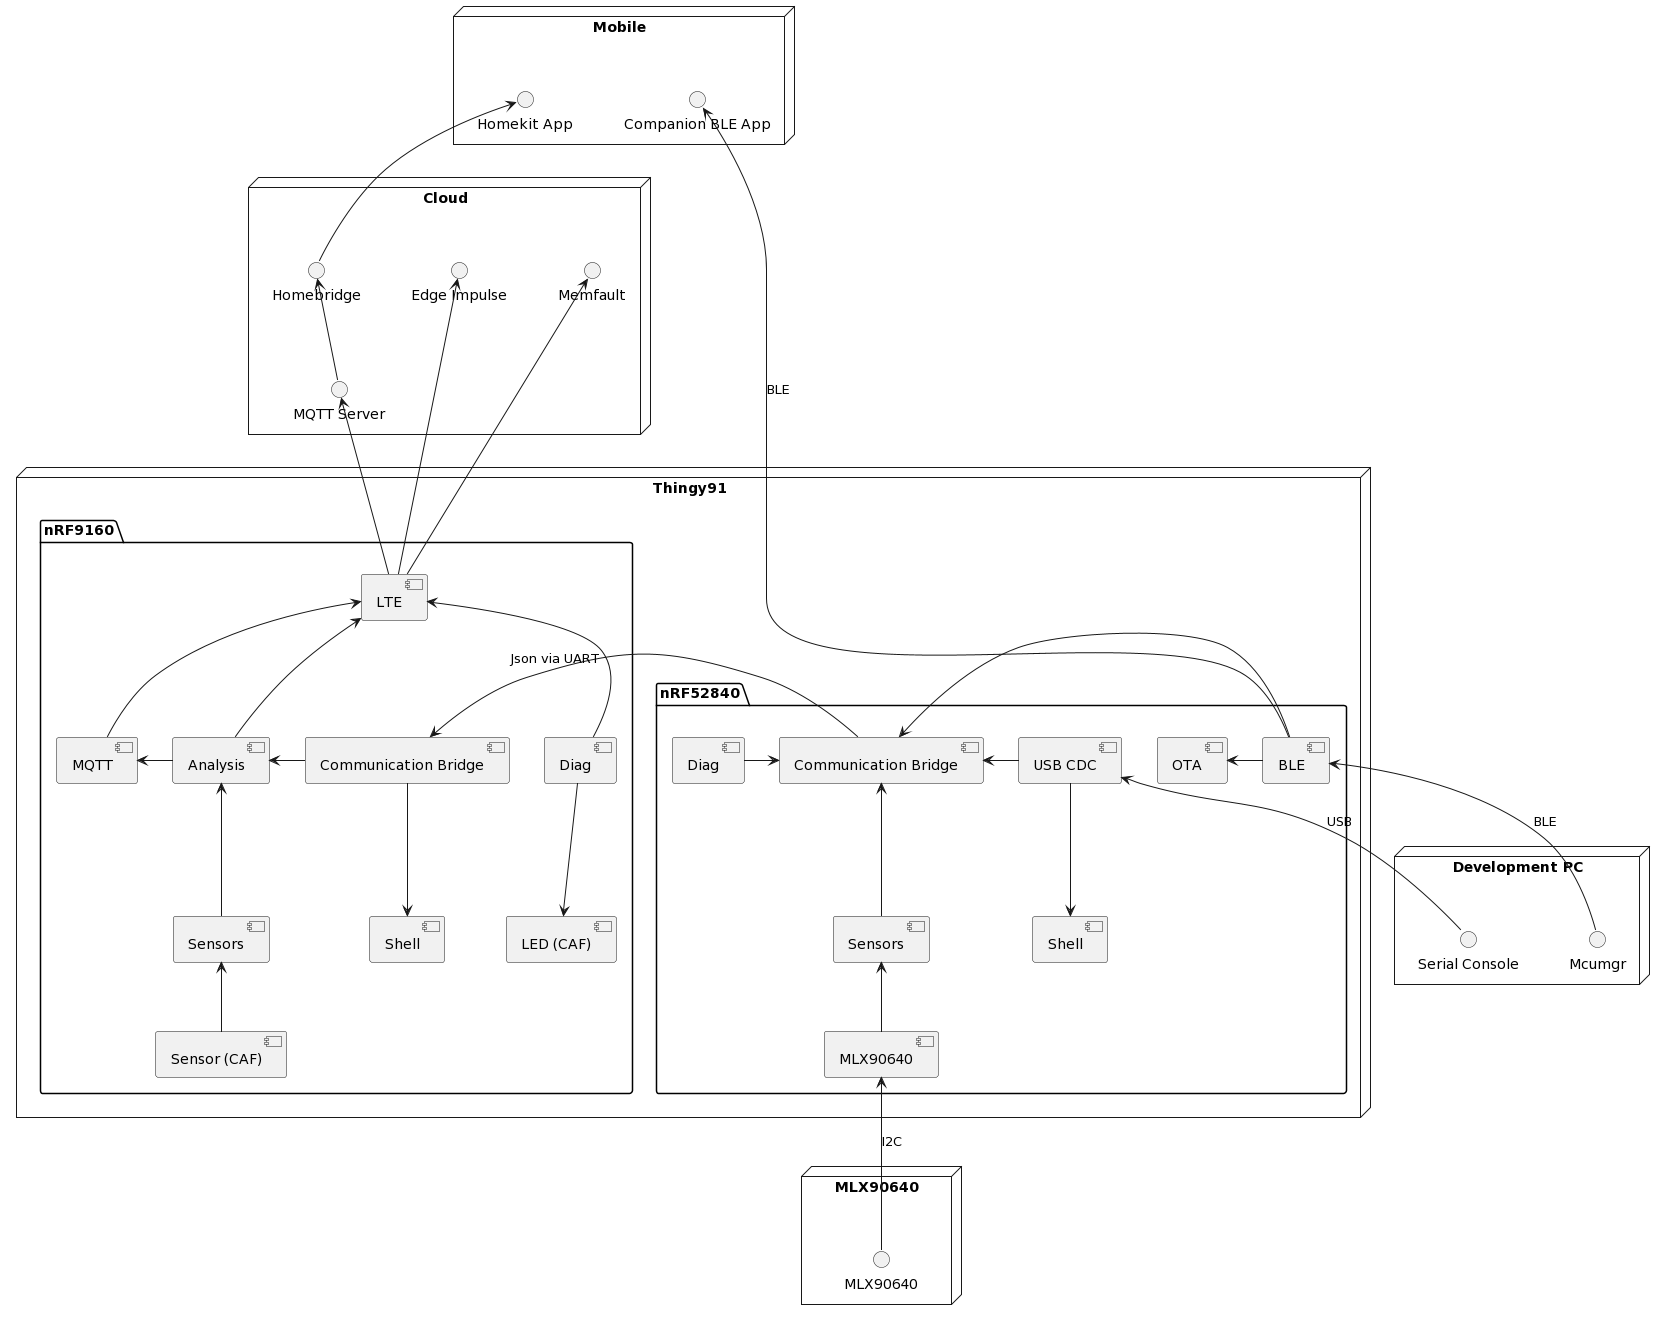 Mobile
Homekit App
Companion BLE App
Cloud
Homebridge
Edge Impulse
Memfault
BLE
MQTT Server
Thingy91
nRF9160
LTE
Json via UART
nRF52840
MQTT
Analysis
Communication Bridge
Diag
Diag
Communication Bridge
USB CDC
OTA
BLE
USB
BLE
Development PC
Sensors
Shell
LED (CAF)
Sensors
Shell
Serial Console
Mcumgr
Sensor (CAF)
MLX90640
I2C
MLX90640
MLX90640